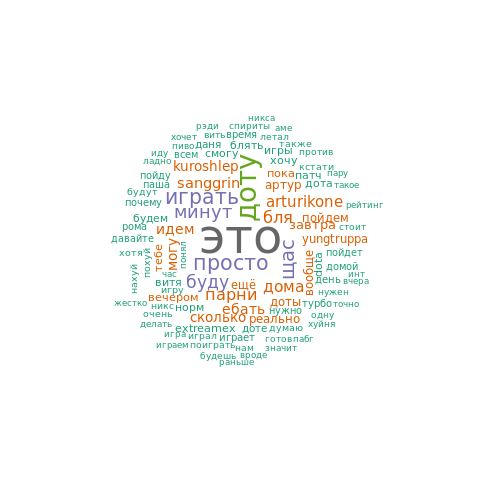 никса
рэди спириты аме
хочет вить время летал
пиво даня блять также
иду всем смогу игры против
ладно kuroshlep хочу кстати
пойду sanggrin пока патч пару
паша играть доту артур дота такое
будут arturikone
почему минут рейтинг
будем бля пойдем
рома идем это завтра стоит
давайте yungtruppa
хотя тебе могу понял просто щас вообще dota пойдет
похуй домой
нахуй час буду инт
витя ещё дома вчера
игру парни нужен
вечером доты турбо точно
жестко никс норм ебать нужно
очень сколько реально одну
делать extreamex доте думаю хуйня
игра играл играет готов пабг
играем поиграть нам значит
будешь вроде
раньше